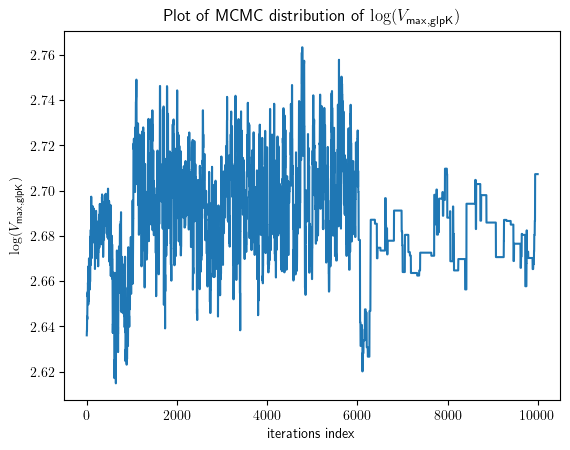 Plot of MCMC distribution of log(V_max,glpK)
2.76
2.74
2.72
2.70
2.68
2.66
2.64
2.62
log(V_max,glpK)
0 2000 4000 6000 8000 10000
iterations index